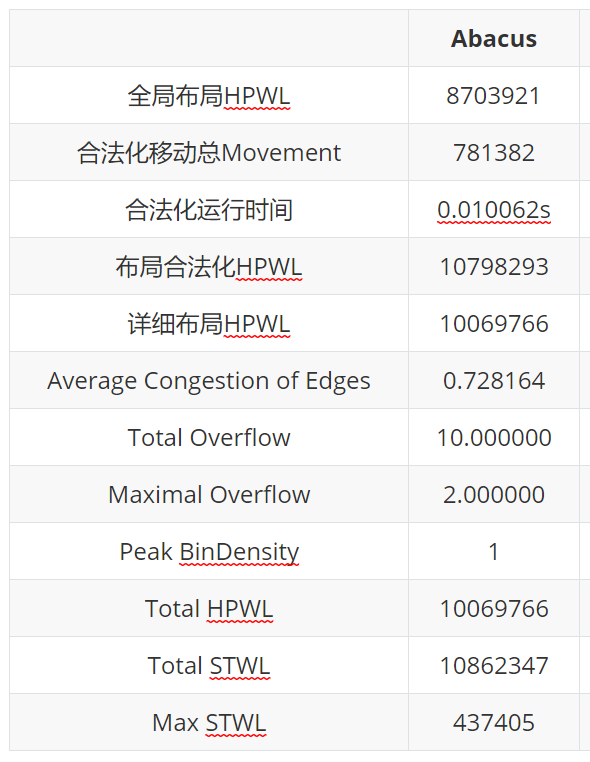 Abacus
全局布局HPWL 8703921
合法化移动总Movement 781382
合法化运行时间 0.010062s
布局合法化HPWL 10798293
详细布局HPWL 10069766
Average Congestion of Edges 0.728164
Total Overflow 10.000000
Maximal Overflow 2.000000
Peak BinDensity 1
Total HPWL 10069766
Total STWL 10862347
Max STWL 437405